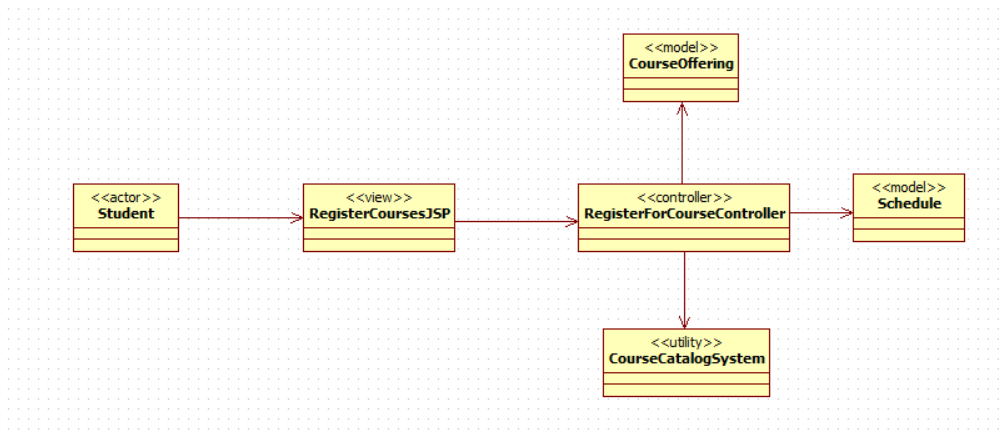 <<model>>
CourseOffering
<<actor>>
Student
<<view>>
RegisterCoursesJSP
<<controller>>
RegisterForCourseController
<<model>>
Schedule
<<utility>>
CourseCatalogSystem